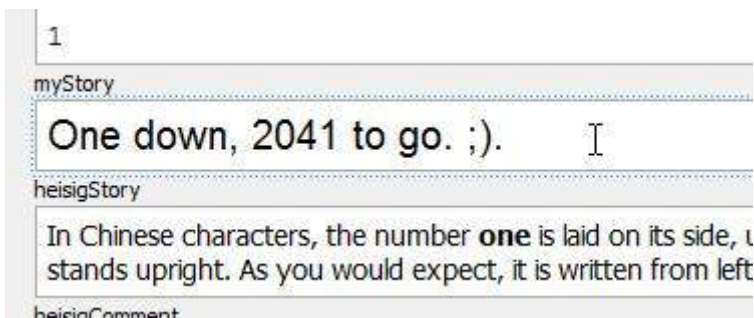 1
myStory
One down, 2041 to go. ;).
heisigStory
In Chinese characters, the number one is laid on its side,
stands upright. As you would expect, it is written from left
heisigComment